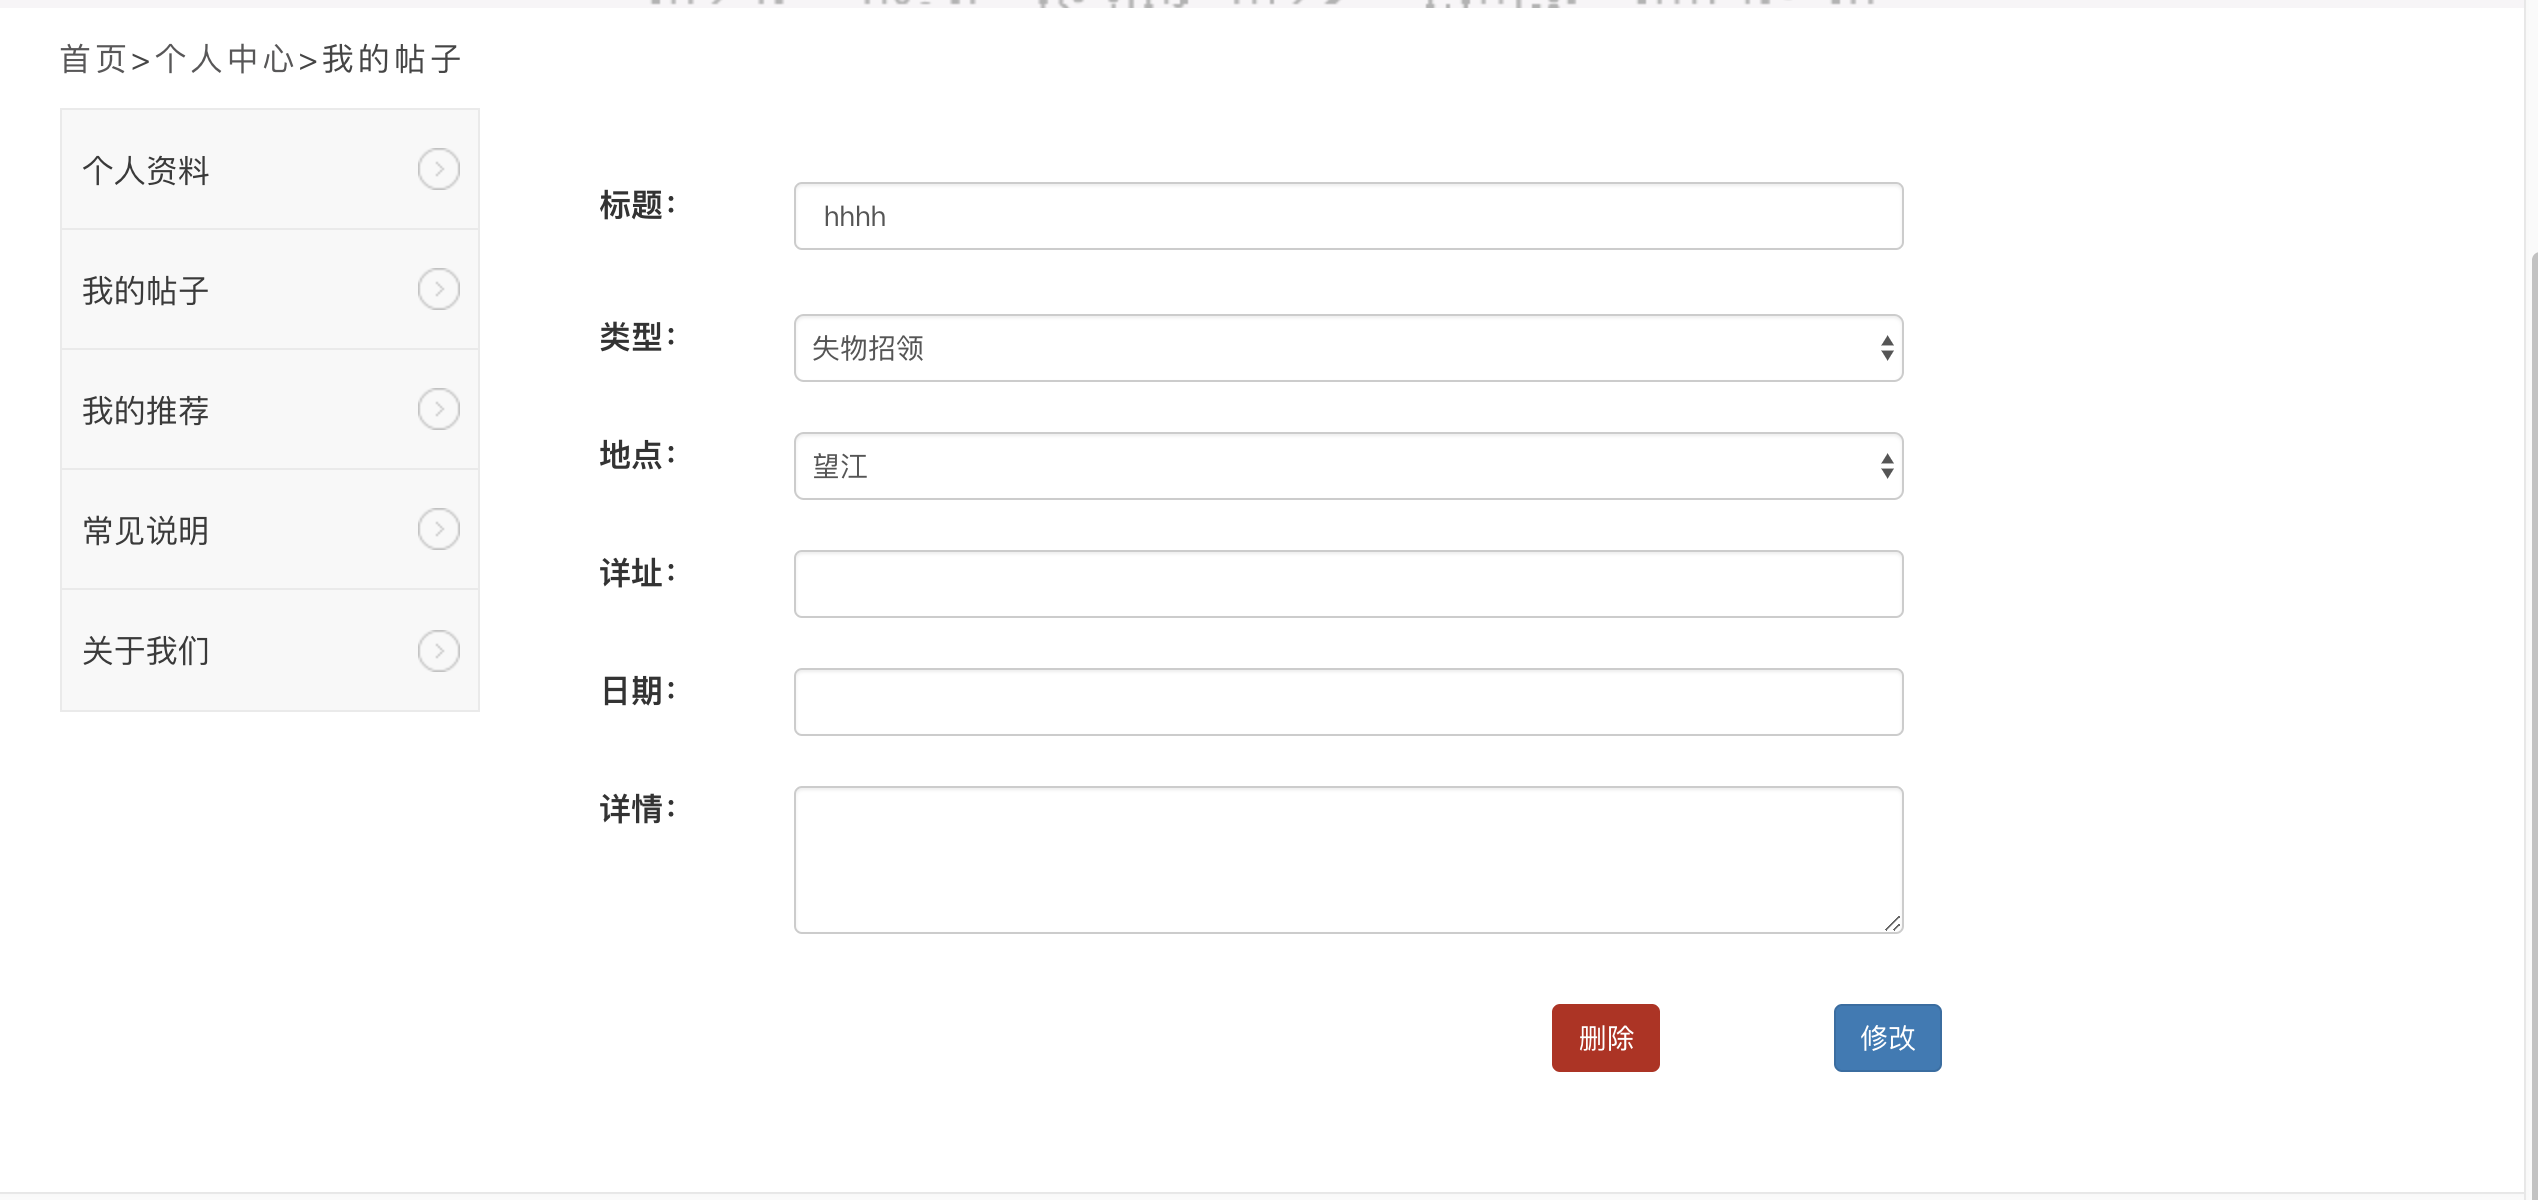 首页>个人中心>我的帖子
个人资料
我的帖子
我的推荐
常见说明
关于我们
标题：
hhhh
类型：
失物招领
地点：
望江
详址：
日期：
详情：
删除
修改